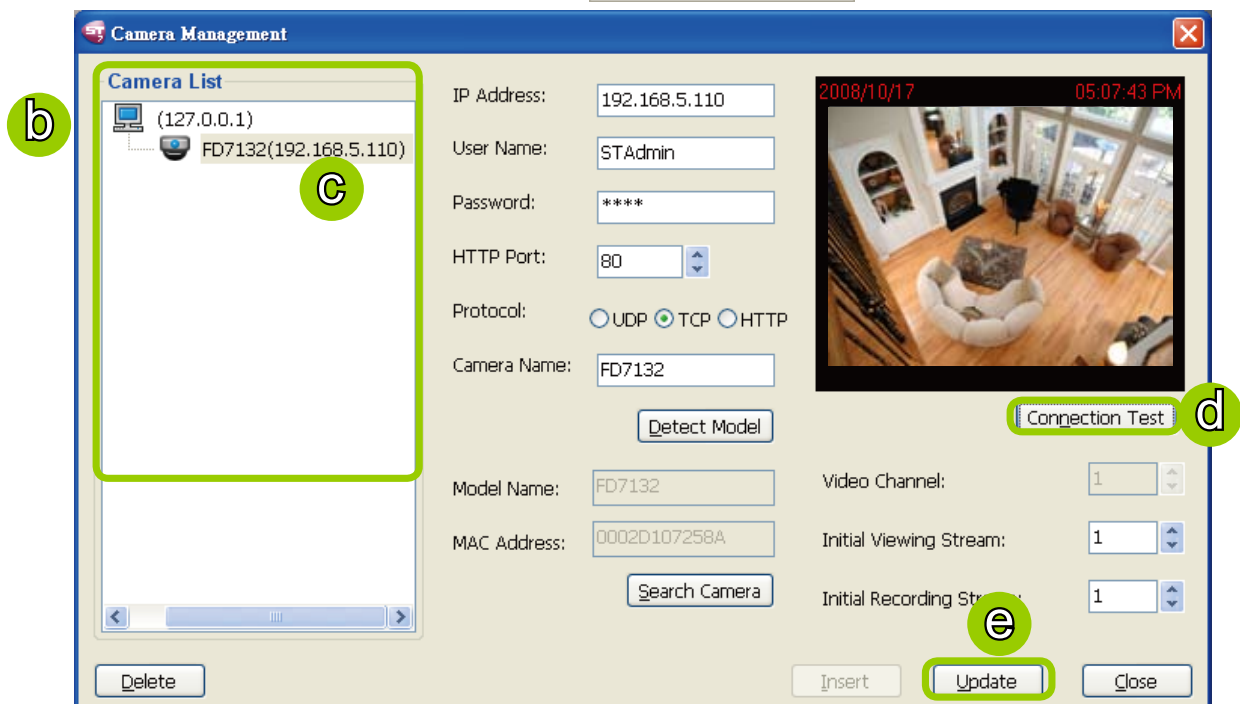 ST7 Camera Management
b
Camera List
(127.0.0.1)
FD7132(192.168.5.110)
c
IP Address: 192.168.5.110
User Name: STAdmin
Password: ****
HTTP Port: 80
Protocol: UDP TCP HTTP
Camera Name: FD7132
Detect Model
Model Name: FD7132
MAC Address: 0002D107258A
Search Camera
2008/10/17 05:07:43 PM
Connection Test
d
Video Channel: 1
Initial Viewing Stream: 1
Initial Recording : 1
e
Delete
Insert
Update
Close